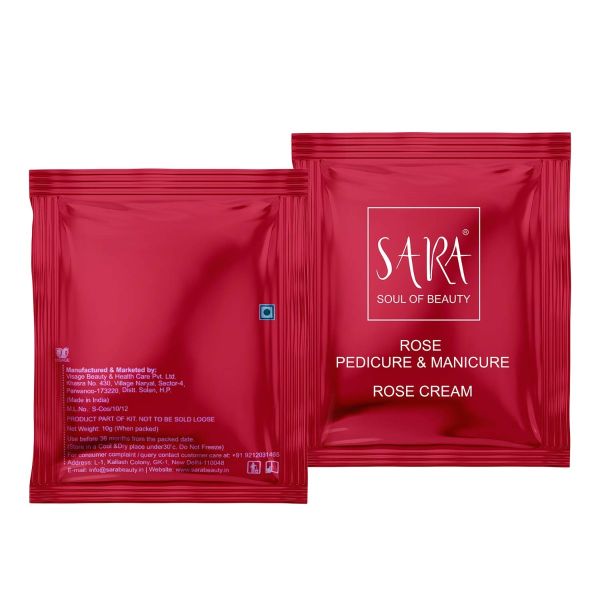 Manufactured & Marketed by:
Visage Beauty & Health Care Pvt. Ltd.
Khasra No. 430, Village Naryal, Sector-4,
Parwanoo-173220, Distt. Solan, H.P.
(Made in India)
M.L.No. S-Cos/10/12
PRODUCT PART OF KIT. NOT TO BE SOLD LOOSE
Net Weight: 10g (When packed)
Use before 36 months from the packed date.
(Store in a Cool &Dry place under30°c. Do Not Freeze)
For consumer complaint / query contact customer care at: +91 9212031465
Address: L-1, Kailash Colony, GK-1, New Delhi-110048
E-mail: info@sarabeauty.in | Website: www.sarabeauty.in
SARA®
SOUL OF BEAUTY
ROSE
PEDICURE & MANICURE
ROSE CREAM